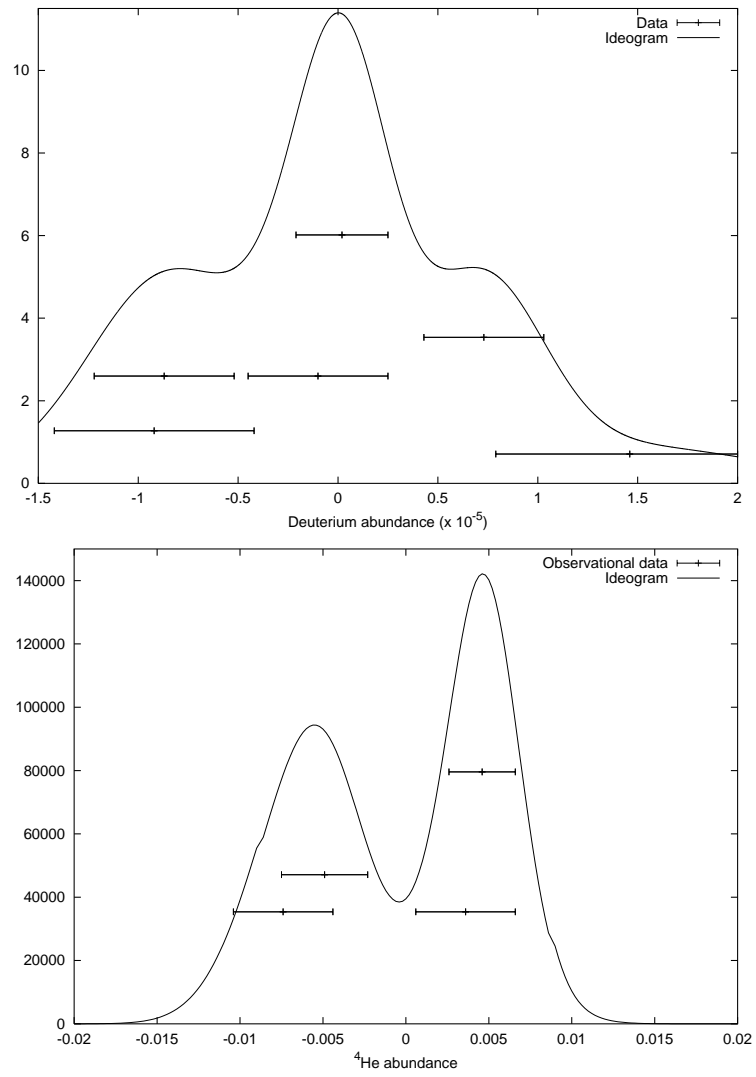 Data
Ideogram
10
8
6
4
2
0
-1.5 -1 -0.5 0 0.5 1 1.5 2
Deuterium abundance (x 10⁻⁵)
Observational data
Ideogram
140000
120000
100000
80000
60000
40000
20000
0
-0.02 -0.015 -0.01 -0.005 0 0.005 0.01 0.015 0.02
⁴He abundance